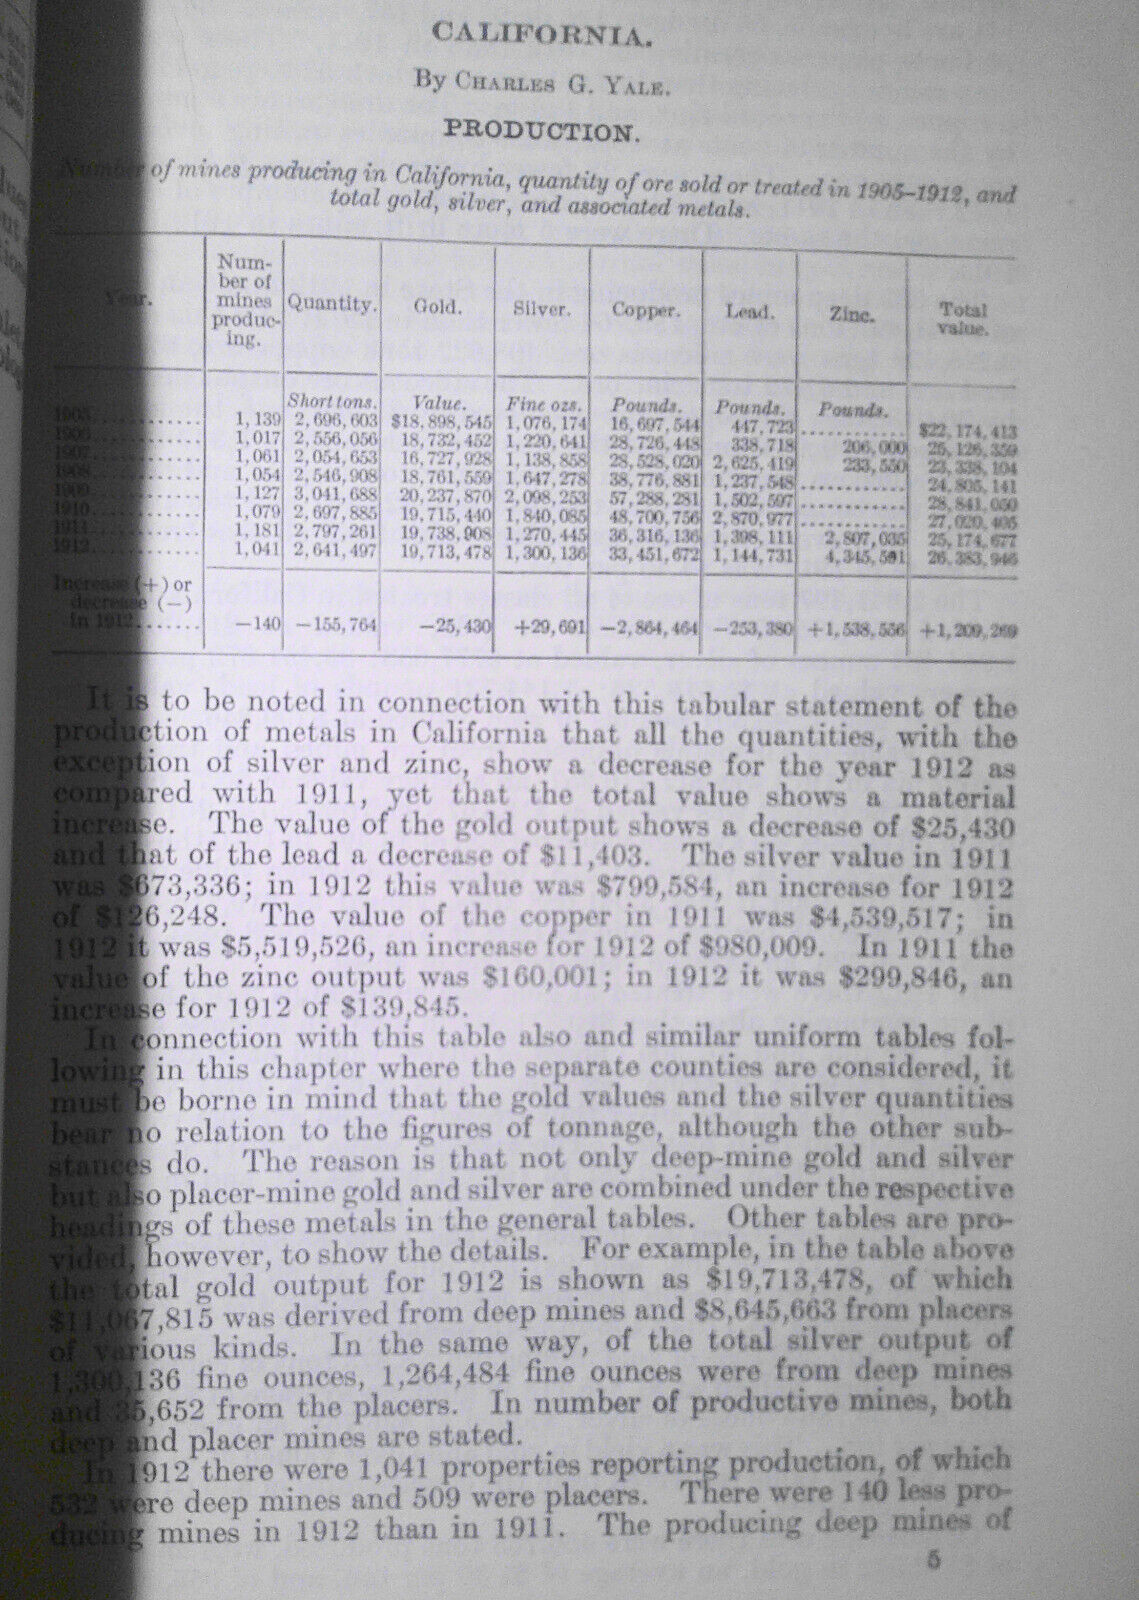 CALIFORNIA.
By CHARLES G. YALE.
PRODUCTION.
Number of mines producing in California, quantity of ore sold or treated in 1905–1912, and
total gold, silver, and associated metals.
Year. Num- ber of mines produc- ing. Quantity. Gold. Silver. Copper. Lead. Zinc. Total value.
Short tons. Value. Fine ozs. Pounds. Pounds. Pounds.
1905............ 1,139 2,696,603 $18,898,545 1,076,174 16,697,544 447,723 ............ $22,174,413
1906............ 1,017 2,556,056 18,732,452 1,220,641 28,726,448 338,718 206,000 25,126,359
1907............ 1,061 2,054,653 16,727,928 1,138,858 28,528,020 2,625,419 233,550 23,338,104
1908............ 1,054 2,546,908 18,761,559 1,647,278 38,776,881 1,237,548 ............ 24,805,141
1909............ 1,127 3,041,688 20,237,870 2,098,253 57,288,281 1,502,597 ............ 28,841,050
1910............ 1,079 2,697,885 19,715,440 1,840,085 48,700,756 2,870,977 ............ 27,020,405
1911............ 1,181 2,797,261 19,738,908 1,270,445 36,316,136 1,398,111 2,807,035 25,174,677
1912............ 1,041 2,641,497 19,713,478 1,300,136 33,451,672 1,144,731 4,345,591 26,383,946
Increase (+) or
decrease (−)
in 1912....... −140 −155,764 −25,430 +29,691 −2,864,464 −253,380 +1,538,556 +1,209,269
It is to be noted in connection with this tabular statement of the
production of metals in California that all the quantities, with the
exception of silver and zinc, show a decrease for the year 1912 as
compared with 1911, yet that the total value shows a material
increase. The value of the gold output shows a decrease of $25,430
and that of the lead a decrease of $11,403. The silver value in 1911
was $673,336; in 1912 this value was $799,584, an increase for 1912
of $126,248. The value of the copper in 1911 was $4,539,517; in
1912 it was $5,519,526, an increase for 1912 of $980,009. In 1911 the
value of the zinc output was $160,001; in 1912 it was $299,846, an
increase for 1912 of $139,845.
In connection with this table also and similar uniform tables fol-
lowing in this chapter where the separate counties are considered, it
must be borne in mind that the gold values and the silver quantities
bear no relation to the figures of tonnage, although the other sub-
stances do. The reason is that not only deep-mine gold and silver
but also placer-mine gold and silver are combined under the respective
headings of these metals in the general tables. Other tables are pro-
vided, however, to show the details. For example, in the table above
the total gold output for 1912 is shown as $19,713,478, of which
$11,067,815 was derived from deep mines and $8,645,663 from placers
of various kinds. In the same way, of the total silver output of
1,300,136 fine ounces, 1,264,484 fine ounces were from deep mines
and 35,652 from the placers. In number of productive mines, both
deep and placer mines are stated.
In 1912 there were 1,041 properties reporting production, of which
532 were deep mines and 509 were placers. There were 140 less pro-
ducing mines in 1912 than in 1911. The producing deep mines of
5